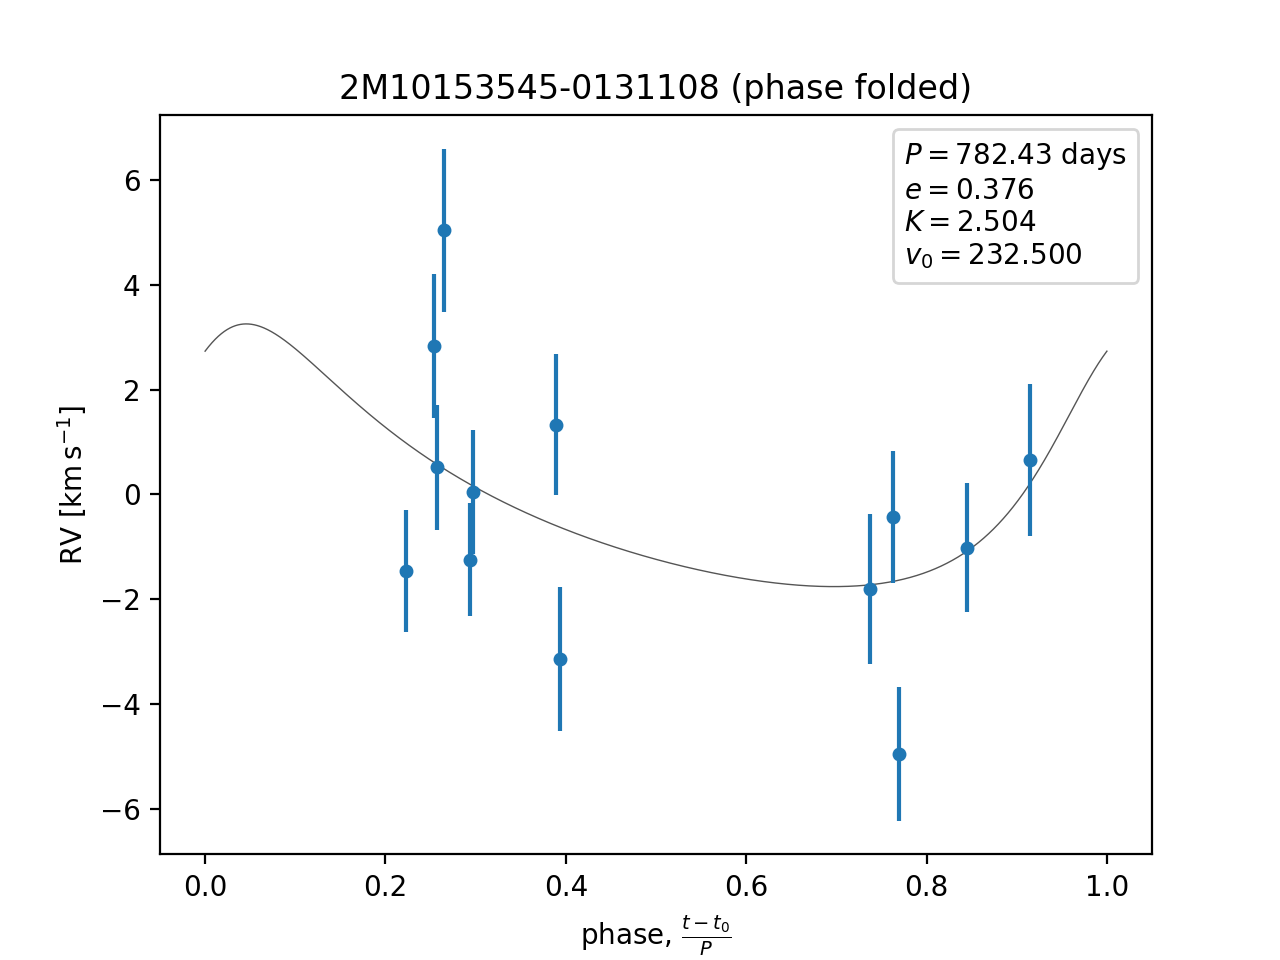 2M10153545-0131108 (phase folded)
P = 782.43 days
e = 0.376
K = 2.504
v₀ = 232.500
6
4
2
0
−2
−4
−6
RV [km s⁻¹]
0.0 0.2 0.4 0.6 0.8 1.0
phase, (t − t₀)/P